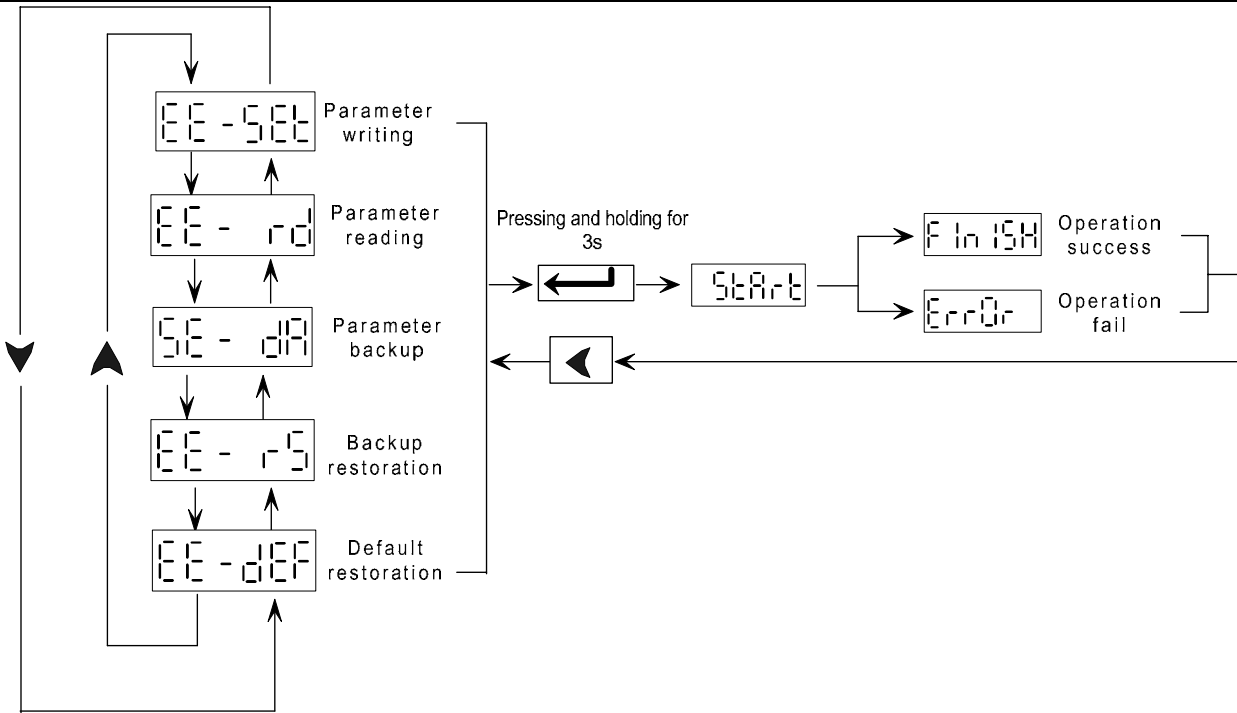 EE-SEt
Parameter
writing
EE- rd
Parameter
reading
SE- dA
Parameter
backup
EE- rS
Backup
restoration
EE-dEF
Default
restoration
Pressing and holding for
3s
StArt
FInISH
Operation
success
Err0r
Operation
fail